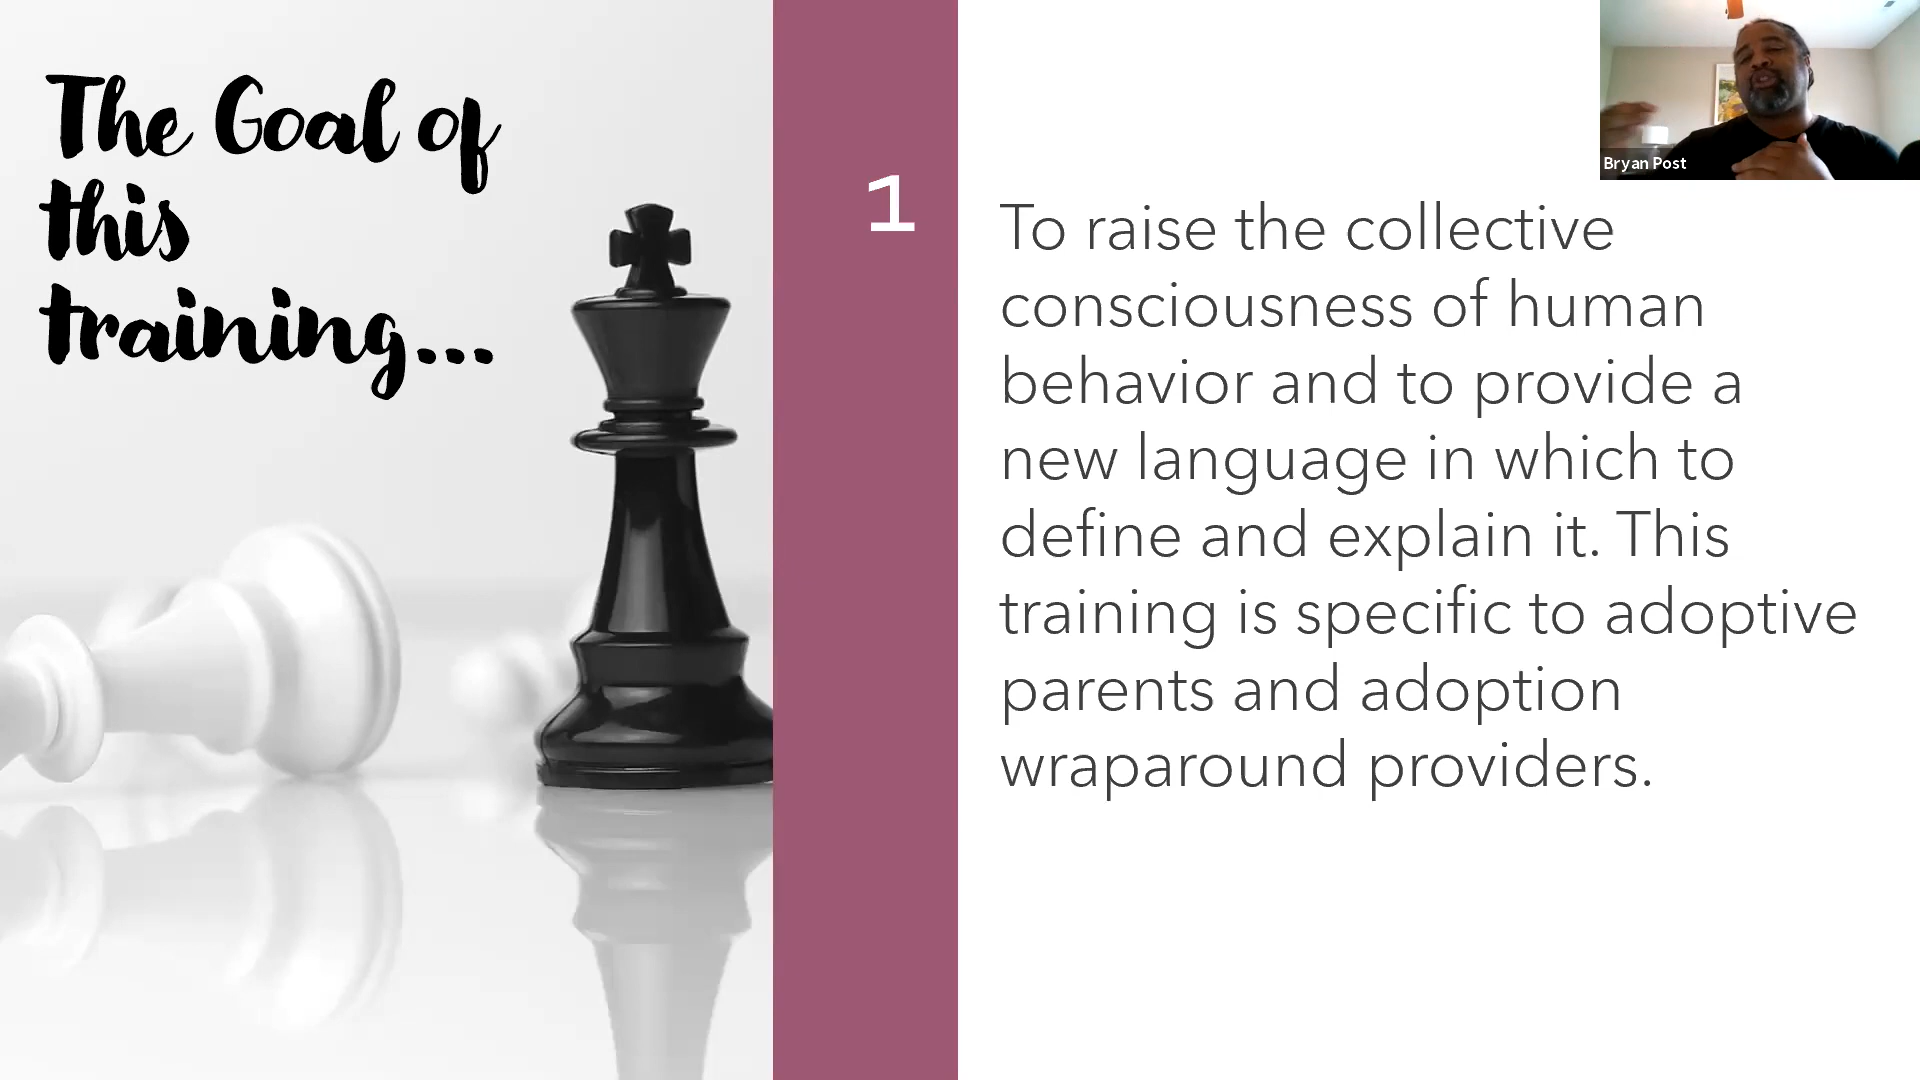 The Goal of
this
training...
1
To raise the collective
consciousness of human
behavior and to provide a
new language in which to
define and explain it. This
training is specific to adoptive
parents and adoption
wraparound providers.
Bryan Post